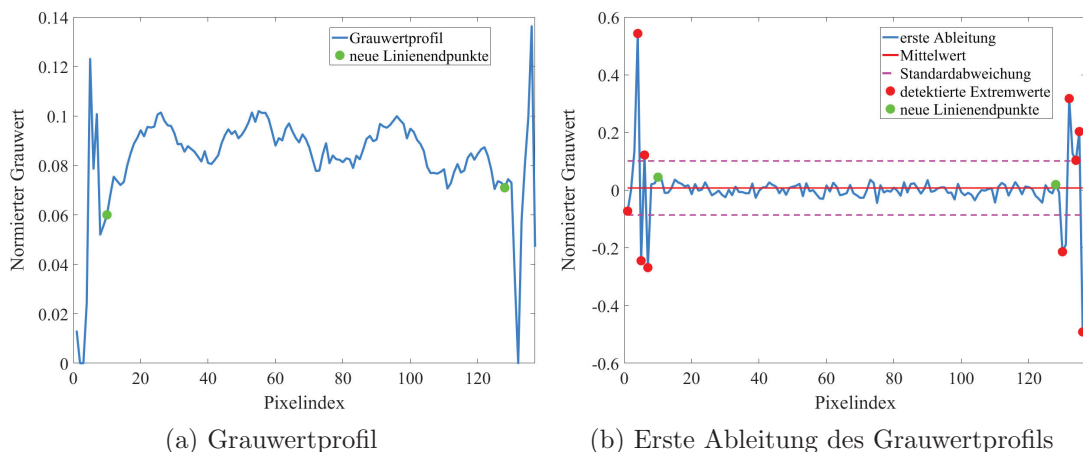 0.14
0.12
0.1
0.08
0.06
0.04
0.02
0
0 20 40 60 80 100 120
Normierter Grauwert
Pixelindex
Grauwertprofil
neue Linienendpunkte
(a) Grauwertprofil
0.6
0.4
0.2
0
-0.2
-0.4
-0.6
0 20 40 60 80 100 120
Normierter Grauwert
Pixelindex
erste Ableitung
Mittelwert
Standardabweichung
detektierte Extremwerte
neue Linienendpunkte
(b) Erste Ableitung des Grauwertprofils